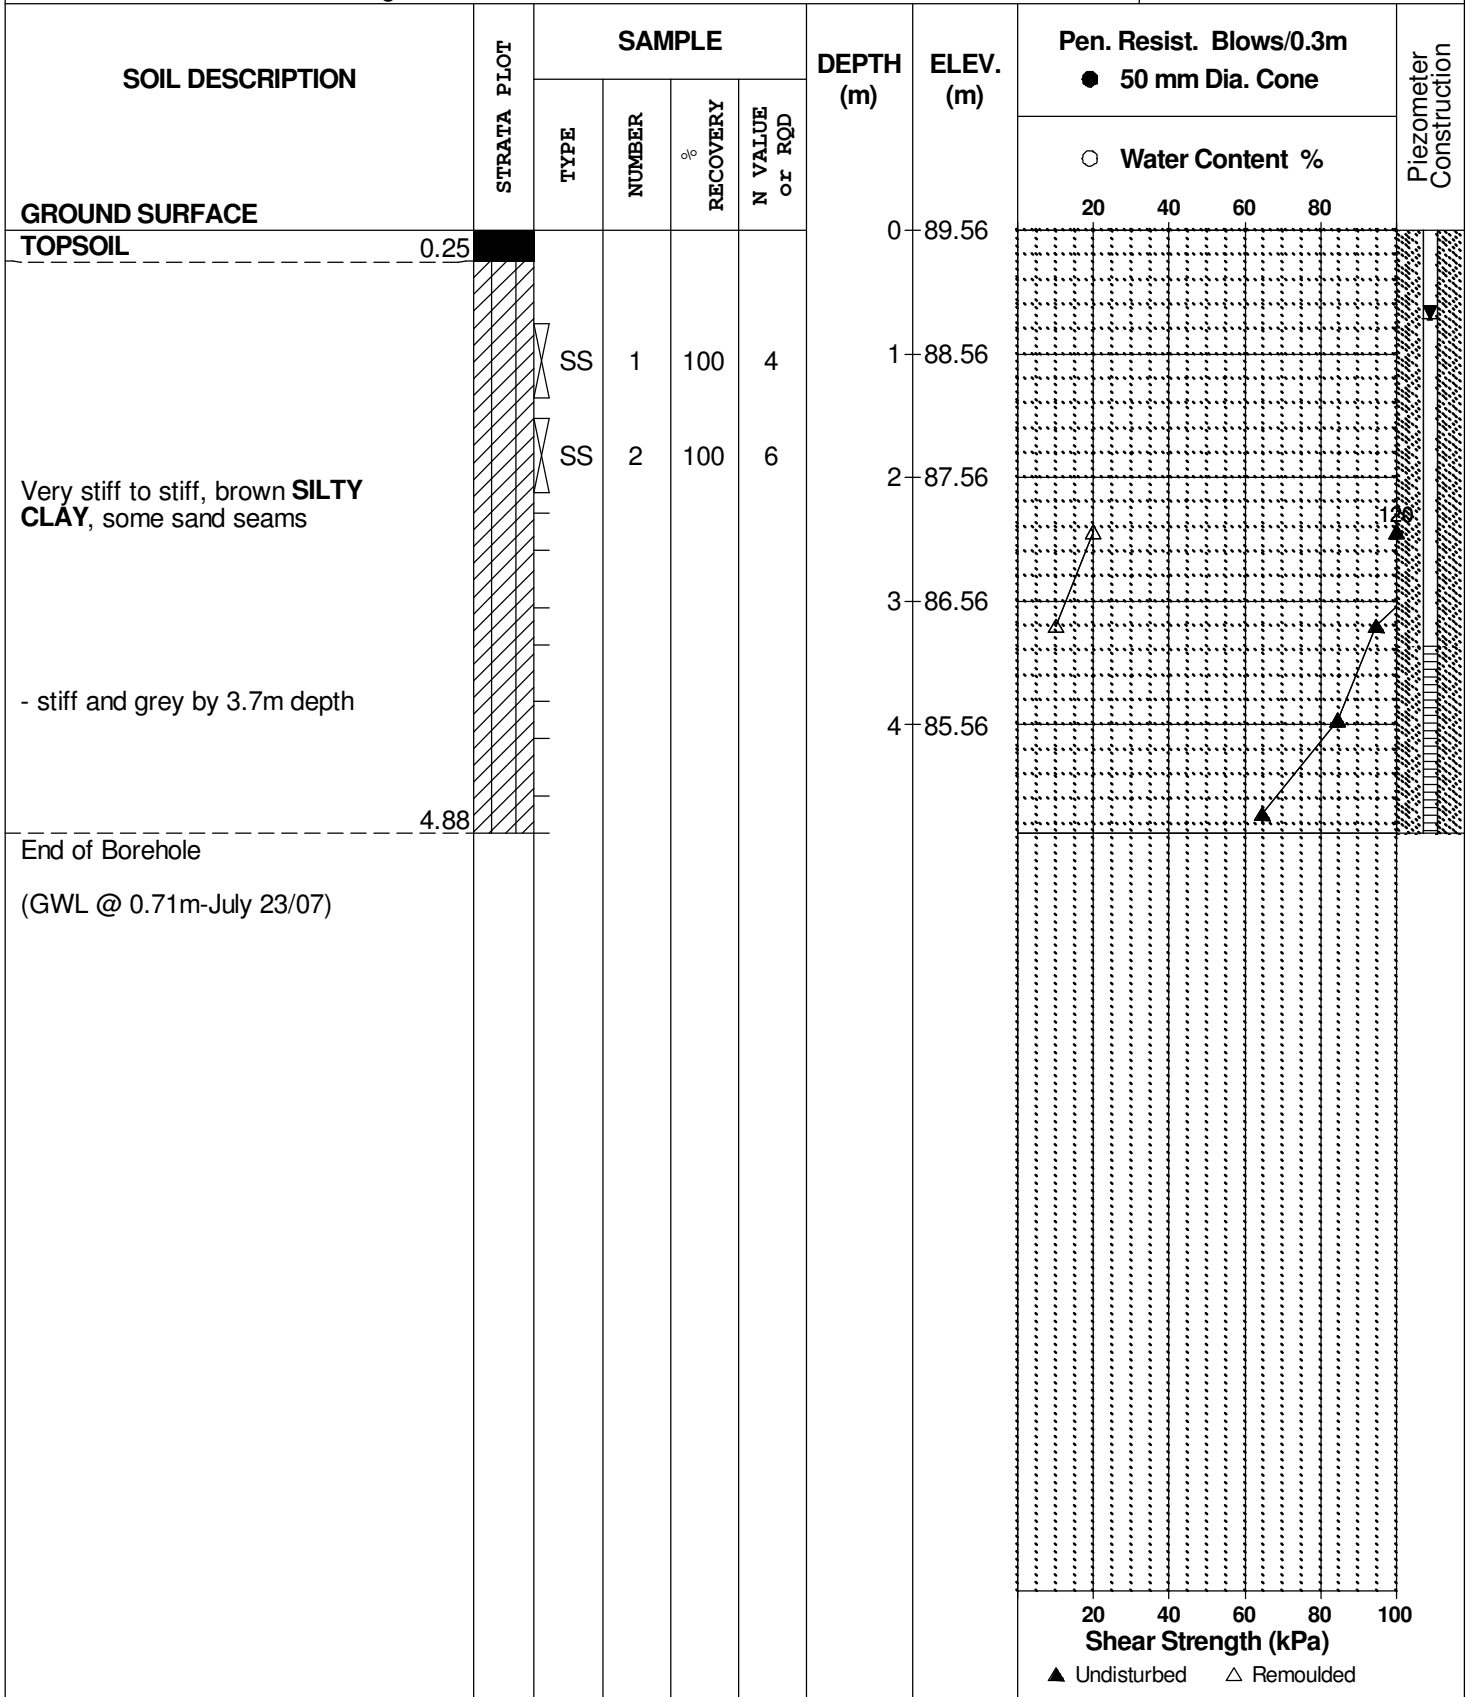 SOIL DESCRIPTION
STRATA PLOT
SAMPLE
TYPE
NUMBER
% RECOVERY
N VALUE or RQD
DEPTH (m)
ELEV. (m)
Pen. Resist. Blows/0.3m
● 50 mm Dia. Cone
○ Water Content %
20 40 60 80
Piezometer Construction
GROUND SURFACE
0 89.56
TOPSOIL 0.25
SS 1 100 4
1 88.56
SS 2 100 6
2 87.56
Very stiff to stiff, brown SILTY
CLAY, some sand seams
120
3 86.56
- stiff and grey by 3.7m depth
4 85.56
4.88
End of Borehole
(GWL @ 0.71m-July 23/07)
20 40 60 80 100
Shear Strength (kPa)
▲ Undisturbed △ Remoulded